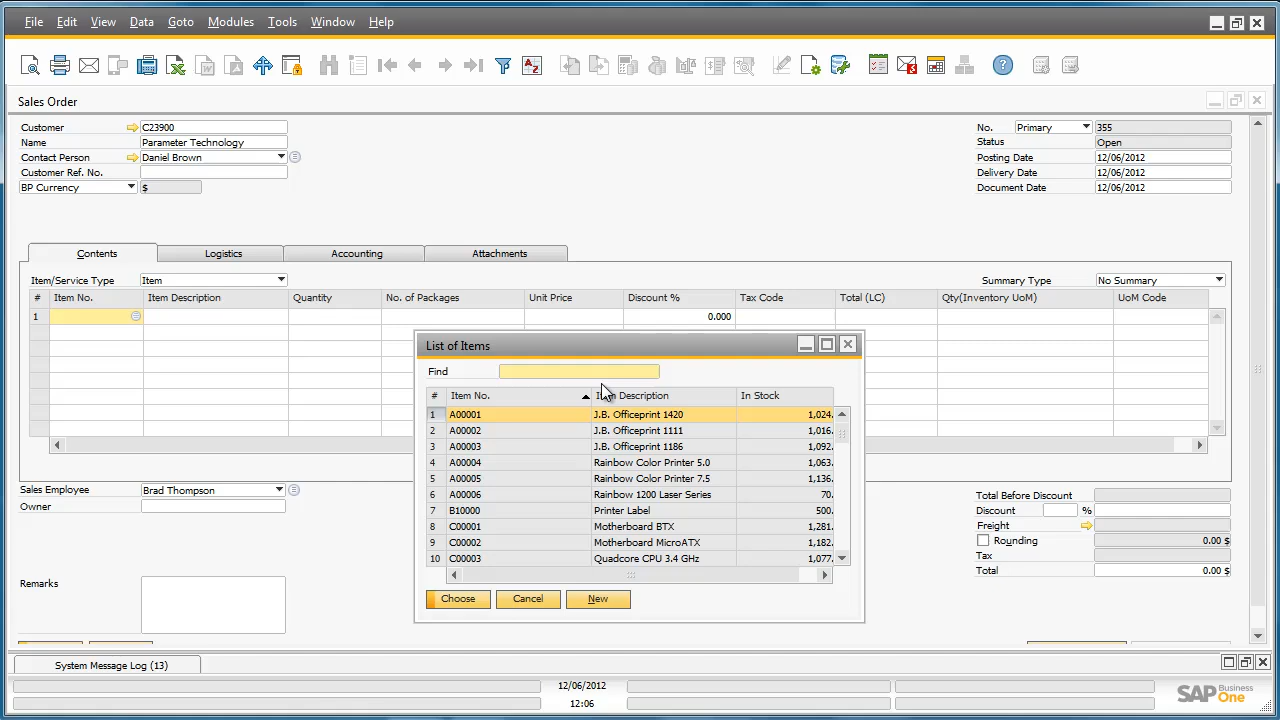 File Edit View Data Goto Modules Tools Window Help
Sales Order
Customer C23900 No. Primary 355
Name Parameter Technology Status Open
Contact Person Daniel Brown Posting Date 12/06/2012
Customer Ref. No. Delivery Date 12/06/2012
BP Currency $ Document Date 12/06/2012
Contents Logistics Accounting Attachments
Item/Service Type Item Summary Type No Summary
# Item No. Item Description Quantity No. of Packages Unit Price Discount % Tax Code Total (LC) Qty(Inventory UoM) UoM Code
1 0.000
List of Items
Find
# Item No. Description In Stock
1 A00001 J.B. Officeprint 1420 1,024.
2 A00002 J.B. Officeprint 1111 1,016.
3 A00003 J.B. Officeprint 1186 1,092.
4 A00004 Rainbow Color Printer 5.0 1,063.
5 A00005 Rainbow Color Printer 7.5 1,136.
6 A00006 Rainbow 1200 Laser Series 70.
7 B10000 Printer Label 500.
8 C00001 Motherboard BTX 1,281.
9 C00002 Motherboard MicroATX 1,182.
10 C00003 Quadcore CPU 3.4 GHz 1,077.
Choose Cancel New
Sales Employee Brad Thompson
Owner
Remarks
Total Before Discount
Discount %
Freight
Rounding 0.00 $
Tax
Total 0.00 $
System Message Log (13)
12/06/2012
12:06
SAP Business One